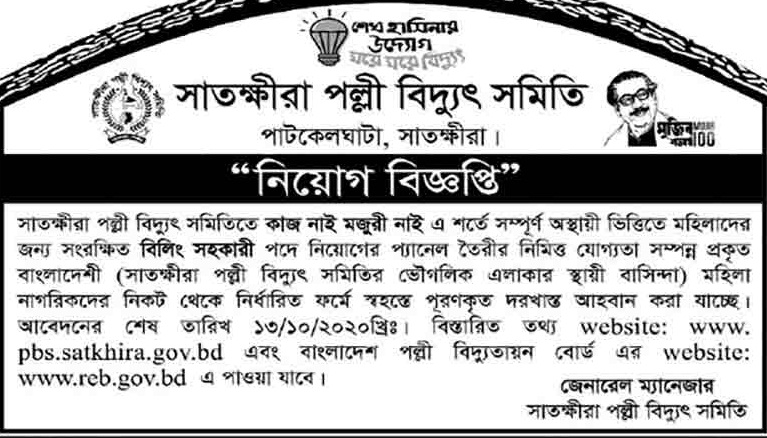 শেখ হাসিনার
উদ্যোগ
ঘরে ঘরে বিদ্যুৎ
সাতক্ষীরা পল্লী বিদ্যুৎ সমিতি
পাটকেলঘাটা, সাতক্ষীরা।
মুজিব
শতবর্ষ
100
“নিয়োগ বিজ্ঞপ্তি”
সাতক্ষীরা পল্লী বিদ্যুৎ সমিতিতে কাজ নাই মজুরী নাই এ শর্তে সম্পূর্ণ অস্থায়ী ভিত্তিতে মহিলাদের
জন্য সংরক্ষিত বিলিং সহকারী পদে নিয়োগের প্যানেল তৈরীর নিমিত্ত যোগ্যতা সম্পন্ন প্রকৃত
বাংলাদেশী (সাতক্ষীরা পল্লী বিদ্যুৎ সমিতির ভৌগলিক এলাকার স্থায়ী বাসিন্দা) মহিলা
নাগরিকদের নিকট থেকে নির্ধারিত ফর্মে স্বহস্তে পূরণকৃত দরখাস্ত আহবান করা যাচ্ছে।
আবেদনের শেষ তারিখ ১৩/১০/২০২০খ্রিঃ। বিস্তারিত তথ্য website: www.
pbs.satkhira.gov.bd এবং বাংলাদেশ পল্লী বিদ্যুতায়ন বোর্ড এর website:
www.reb.gov.bd এ পাওয়া যাবে।
জেনারেল ম্যানেজার
সাতক্ষীরা পল্লী বিদ্যুৎ সমিতি